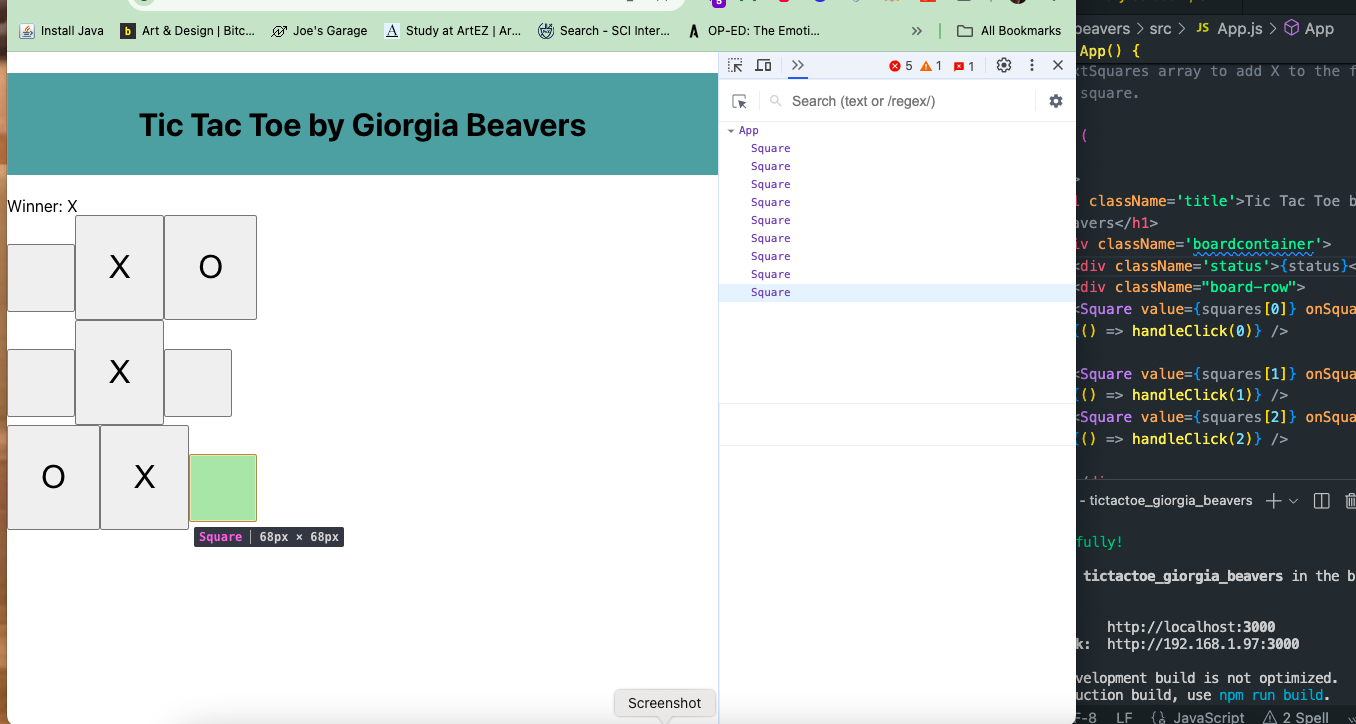 Install Java
b Art & Design | Bitc...
Joe's Garage
A Study at ArtEZ | Ar...
Search - SCI Inter...
OP-ED: The Emoti...
»
All Bookmarks
5
5 1 1
Search (text or /regex/)
App
Square
Square
Square
Square
Square
Square
Square
Square
Square
Tic Tac Toe by Giorgia Beavers
Winner: X
X O
X
O X
Square | 68px × 68px
Screenshot
beavers > src > JS App.js > App
App() {
tSquares array to add X to the f
square.
(
>
className='title'>Tic Tac Toe b
avers</h1>
iv className='boardcontainer'>
<div className='status'>{status}<
<div className="board-row">
<Square value={squares[0]} onSqua
{() => handleClick(0)} />
<Square value={squares[1]} onSqua
{() => handleClick(1)} />
<Square value={squares[2]} onSqua
{() => handleClick(2)} />
- tictactoe_giorgia_beavers
fully!
tictactoe_giorgia_beavers in the b
http://localhost:3000
k: http://192.168.1.97:3000
velopment build is not optimized.
uction build, use npm run build.
F-8 LF {} JavaScript 2 Spell